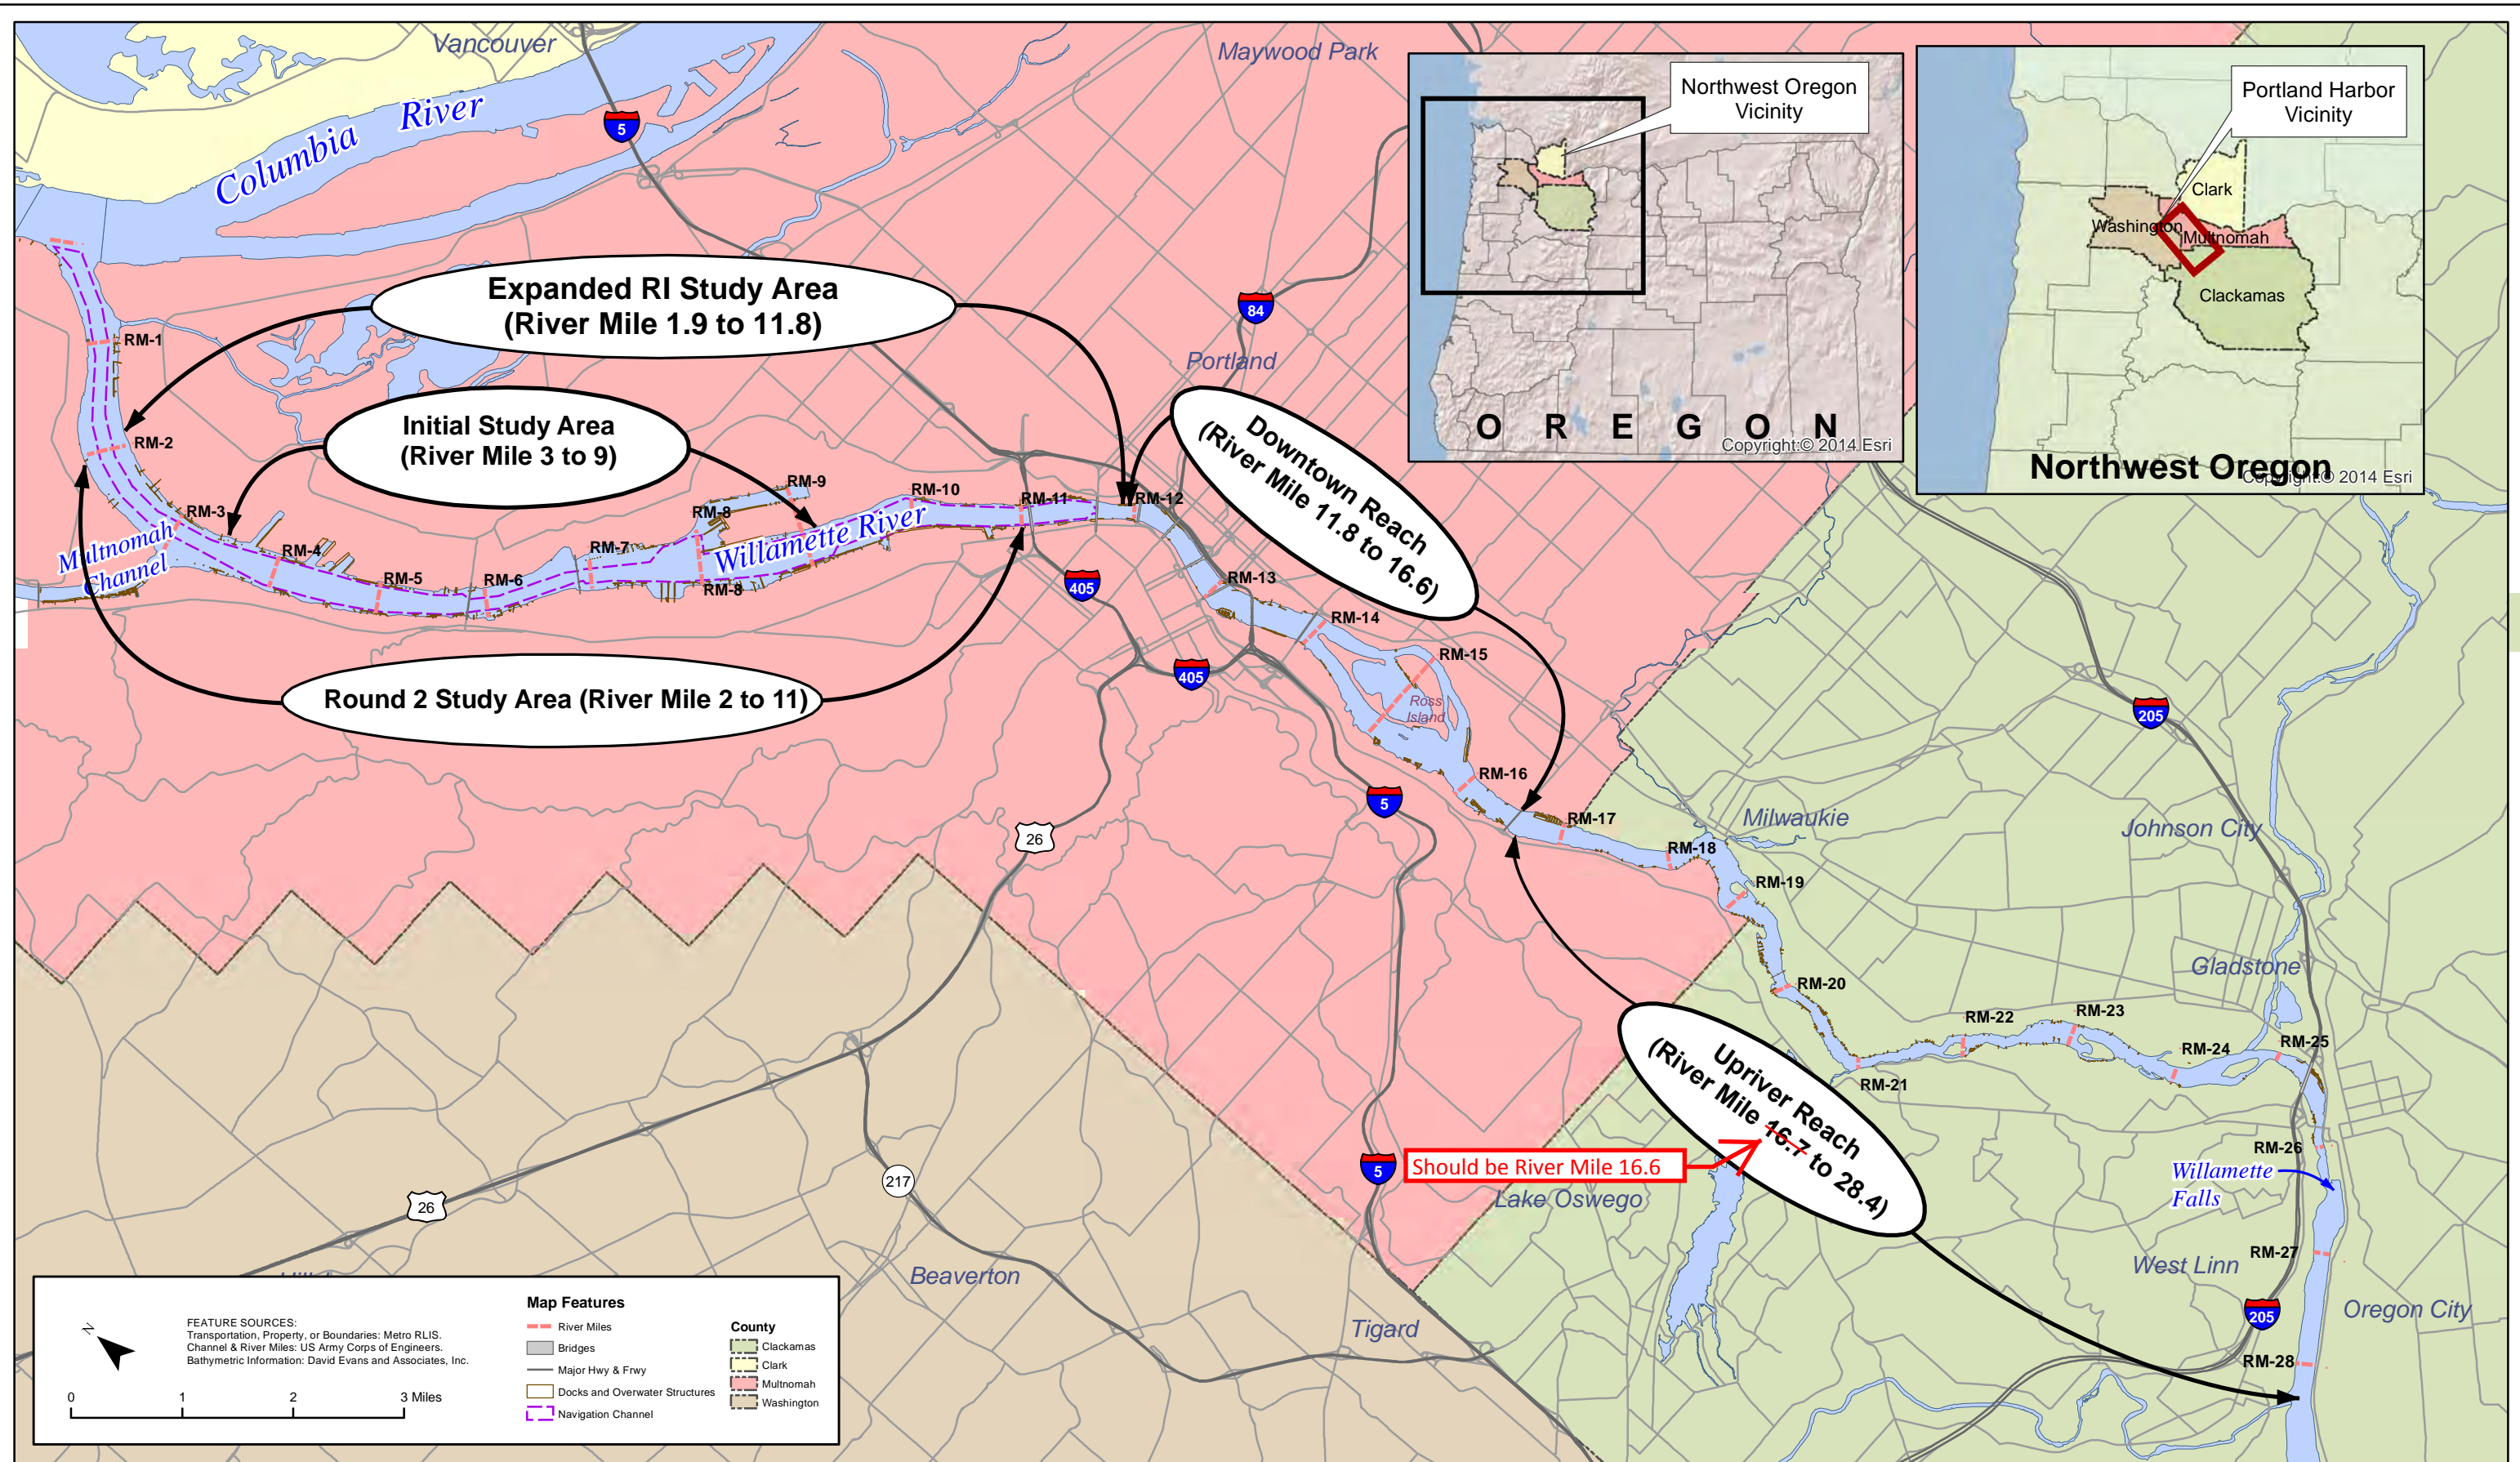 Vancouver
Maywood Park
Columbia River
5
Northwest Oregon
Vicinity
O R E G O N
Copyright:© 2014 Esri
Portland Harbor
Vicinity
Clark
Washington
Multnomah
Clackamas
Northwest Oregon
Copyright:© 2014 Esri
Expanded RI Study Area
(River Mile 1.9 to 11.8)
84
Portland
RM-1
Initial Study Area
(River Mile 3 to 9)
Downtown Reach
(River Mile 11.8 to 16.6)
RM-2
RM-3
RM-4
RM-5
RM-6
RM-7
RM-8
RM-8
RM-9
RM-10
RM-11
RM-12
Multnomah
Channel
Willamette River
405
RM-13
RM-14
RM-15
Ross
Island
405
Round 2 Study Area (River Mile 2 to 11)
205
RM-16
5
RM-17
Milwaukie
Johnson City
26
RM-18
RM-19
Gladstone
RM-20
RM-21
RM-22
RM-23
RM-24
RM-25
Upriver Reach
(River Mile 16.7 to 28.4)
Should be River Mile 16.6
5
217
26
Lake Oswego
RM-26
Willamette
Falls
RM-27
West Linn
205
Oregon City
RM-28
Beaverton
Tigard
N
FEATURE SOURCES:
Transportation, Property, or Boundaries: Metro RLIS.
Channel & River Miles: US Army Corps of Engineers.
Bathymetric Information: David Evans and Associates, Inc.
0 1 2 3 Miles
Map Features
River Miles
Bridges
Major Hwy & Frwy
Docks and Overwater Structures
Navigation Channel
County
Clackamas
Clark
Multnomah
Washington